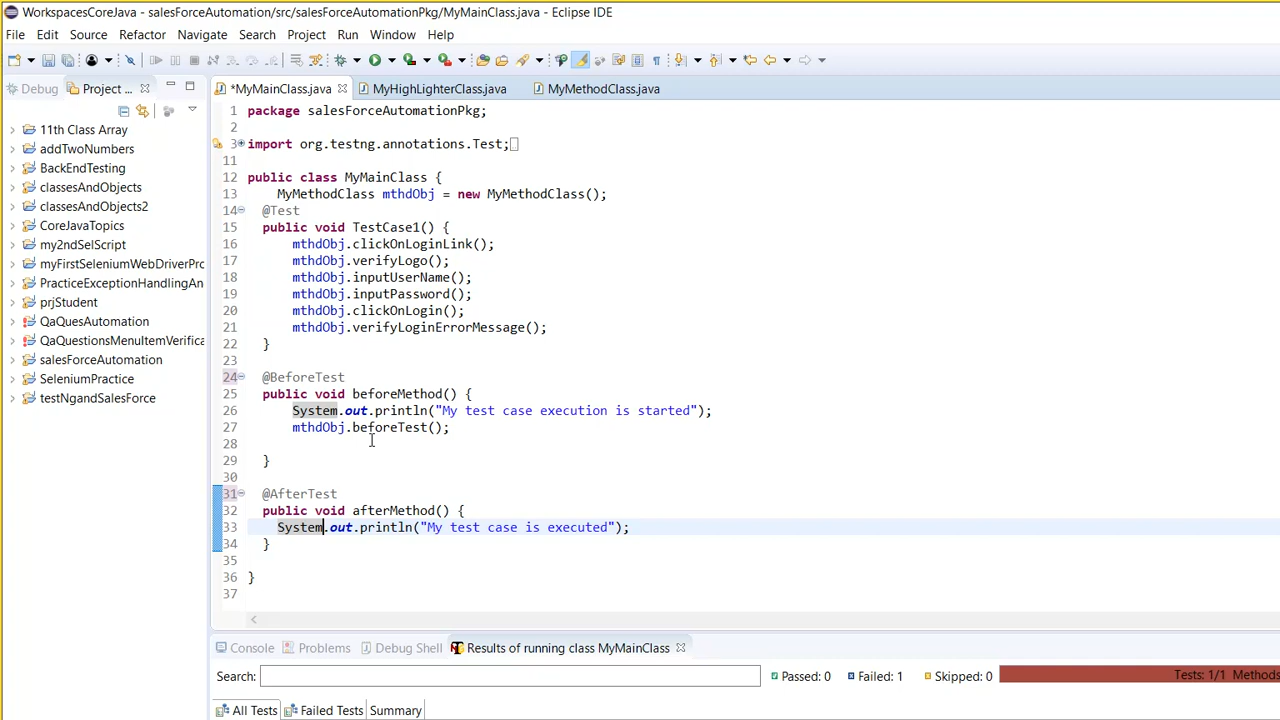 WorkspacesCoreJava - salesForceAutomation/src/salesForceAutomationPkg/MyMainClass.java - Eclipse IDE
File Edit Source Refactor Navigate Search Project Run Window Help
Debug Project ...
*MyMainClass.java MyHighLighterClass.java MyMethodClass.java
11th Class Array
addTwoNumbers
BackEndTesting
classesAndObjects
classesAndObjects2
CoreJavaTopics
my2ndSelScript
myFirstSeleniumWebDriverPrc
PracticeExceptionHandlingAn
prjStudent
QaQuesAutomation
QaQuestionsMenuItemVerifica
salesForceAutomation
SeleniumPractice
testNgandSalesForce
1 package salesForceAutomationPkg;
2
3 import org.testng.annotations.Test;
11
12 public class MyMainClass {
13 MyMethodClass mthdObj = new MyMethodClass();
14 @Test
15 public void TestCase1() {
16 mthdObj.clickOnLoginLink();
17 mthdObj.verifyLogo();
18 mthdObj.inputUserName();
19 mthdObj.inputPassword();
20 mthdObj.clickOnLogin();
21 mthdObj.verifyLoginErrorMessage();
22 }
23
24 @BeforeTest
25 public void beforeMethod() {
26 System.out.println("My test case execution is started");
27 mthdObj.beforeTest();
28
29 }
30
31 @AfterTest
32 public void afterMethod() {
33 System.out.println("My test case is executed");
34 }
35
36 }
37
Console Problems Debug Shell Results of running class MyMainClass
Search: Passed: 0 Failed: 1 Skipped: 0 Tests: 1/1 Methods
All Tests Failed Tests Summary